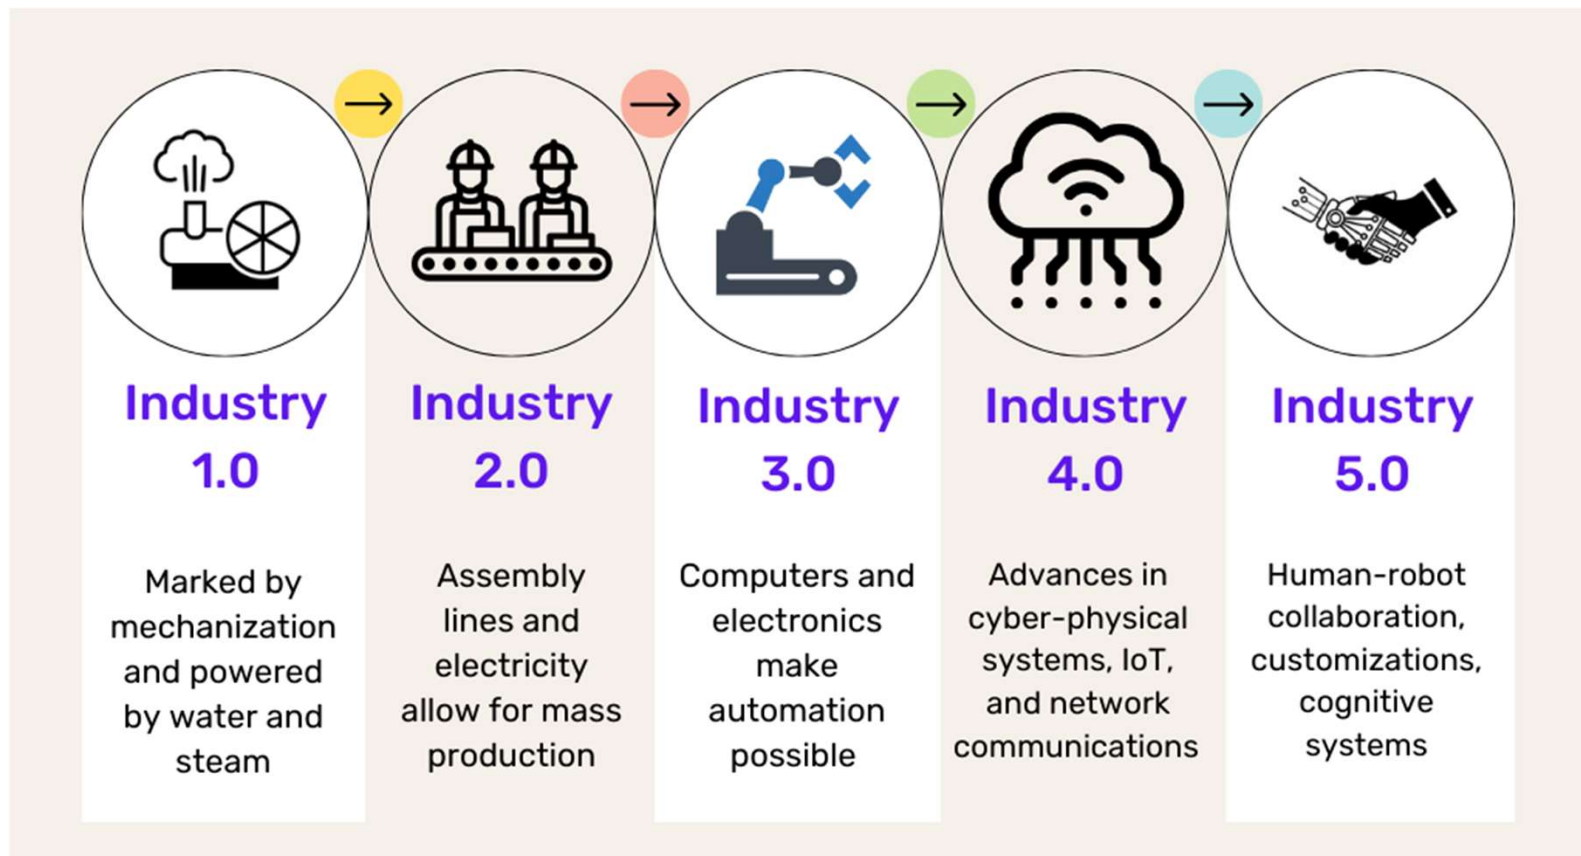 Industry
1.0
Marked by
mechanization
and powered
by water and
steam
Industry
2.0
Assembly
lines and
electricity
allow for mass
production
Industry
3.0
Computers and
electronics
make
automation
possible
Industry
4.0
Advances in
cyber-physical
systems, IoT,
and network
communications
Industry
5.0
Human-robot
collaboration,
customizations,
cognitive
systems